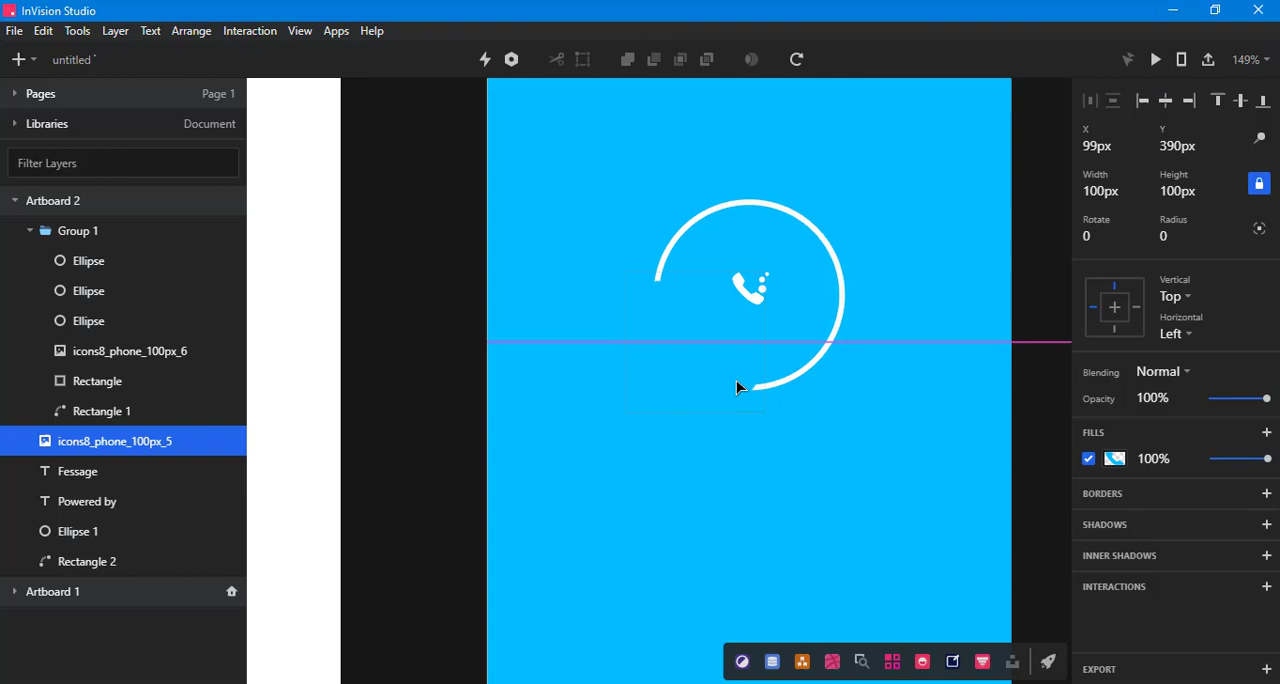 InVision Studio
File Edit Tools Layer Text Arrange Interaction View Apps Help
untitled* 149%
Pages Page 1
Libraries Document
Filter Layers
Artboard 2
Group 1
Ellipse
Ellipse
Ellipse
icons8_phone_100px_6
Rectangle
Rectangle 1
icons8_phone_100px_5
Fessage
Powered by
Ellipse 1
Rectangle 2
Artboard 1
X Y
99px 390px
Width Height
100px 100px
Rotate Radius
0 0
Vertical
Top
Horizontal
Left
Blending Normal
Opacity 100%
FILLS
100%
BORDERS
SHADOWS
INNER SHADOWS
INTERACTIONS
EXPORT